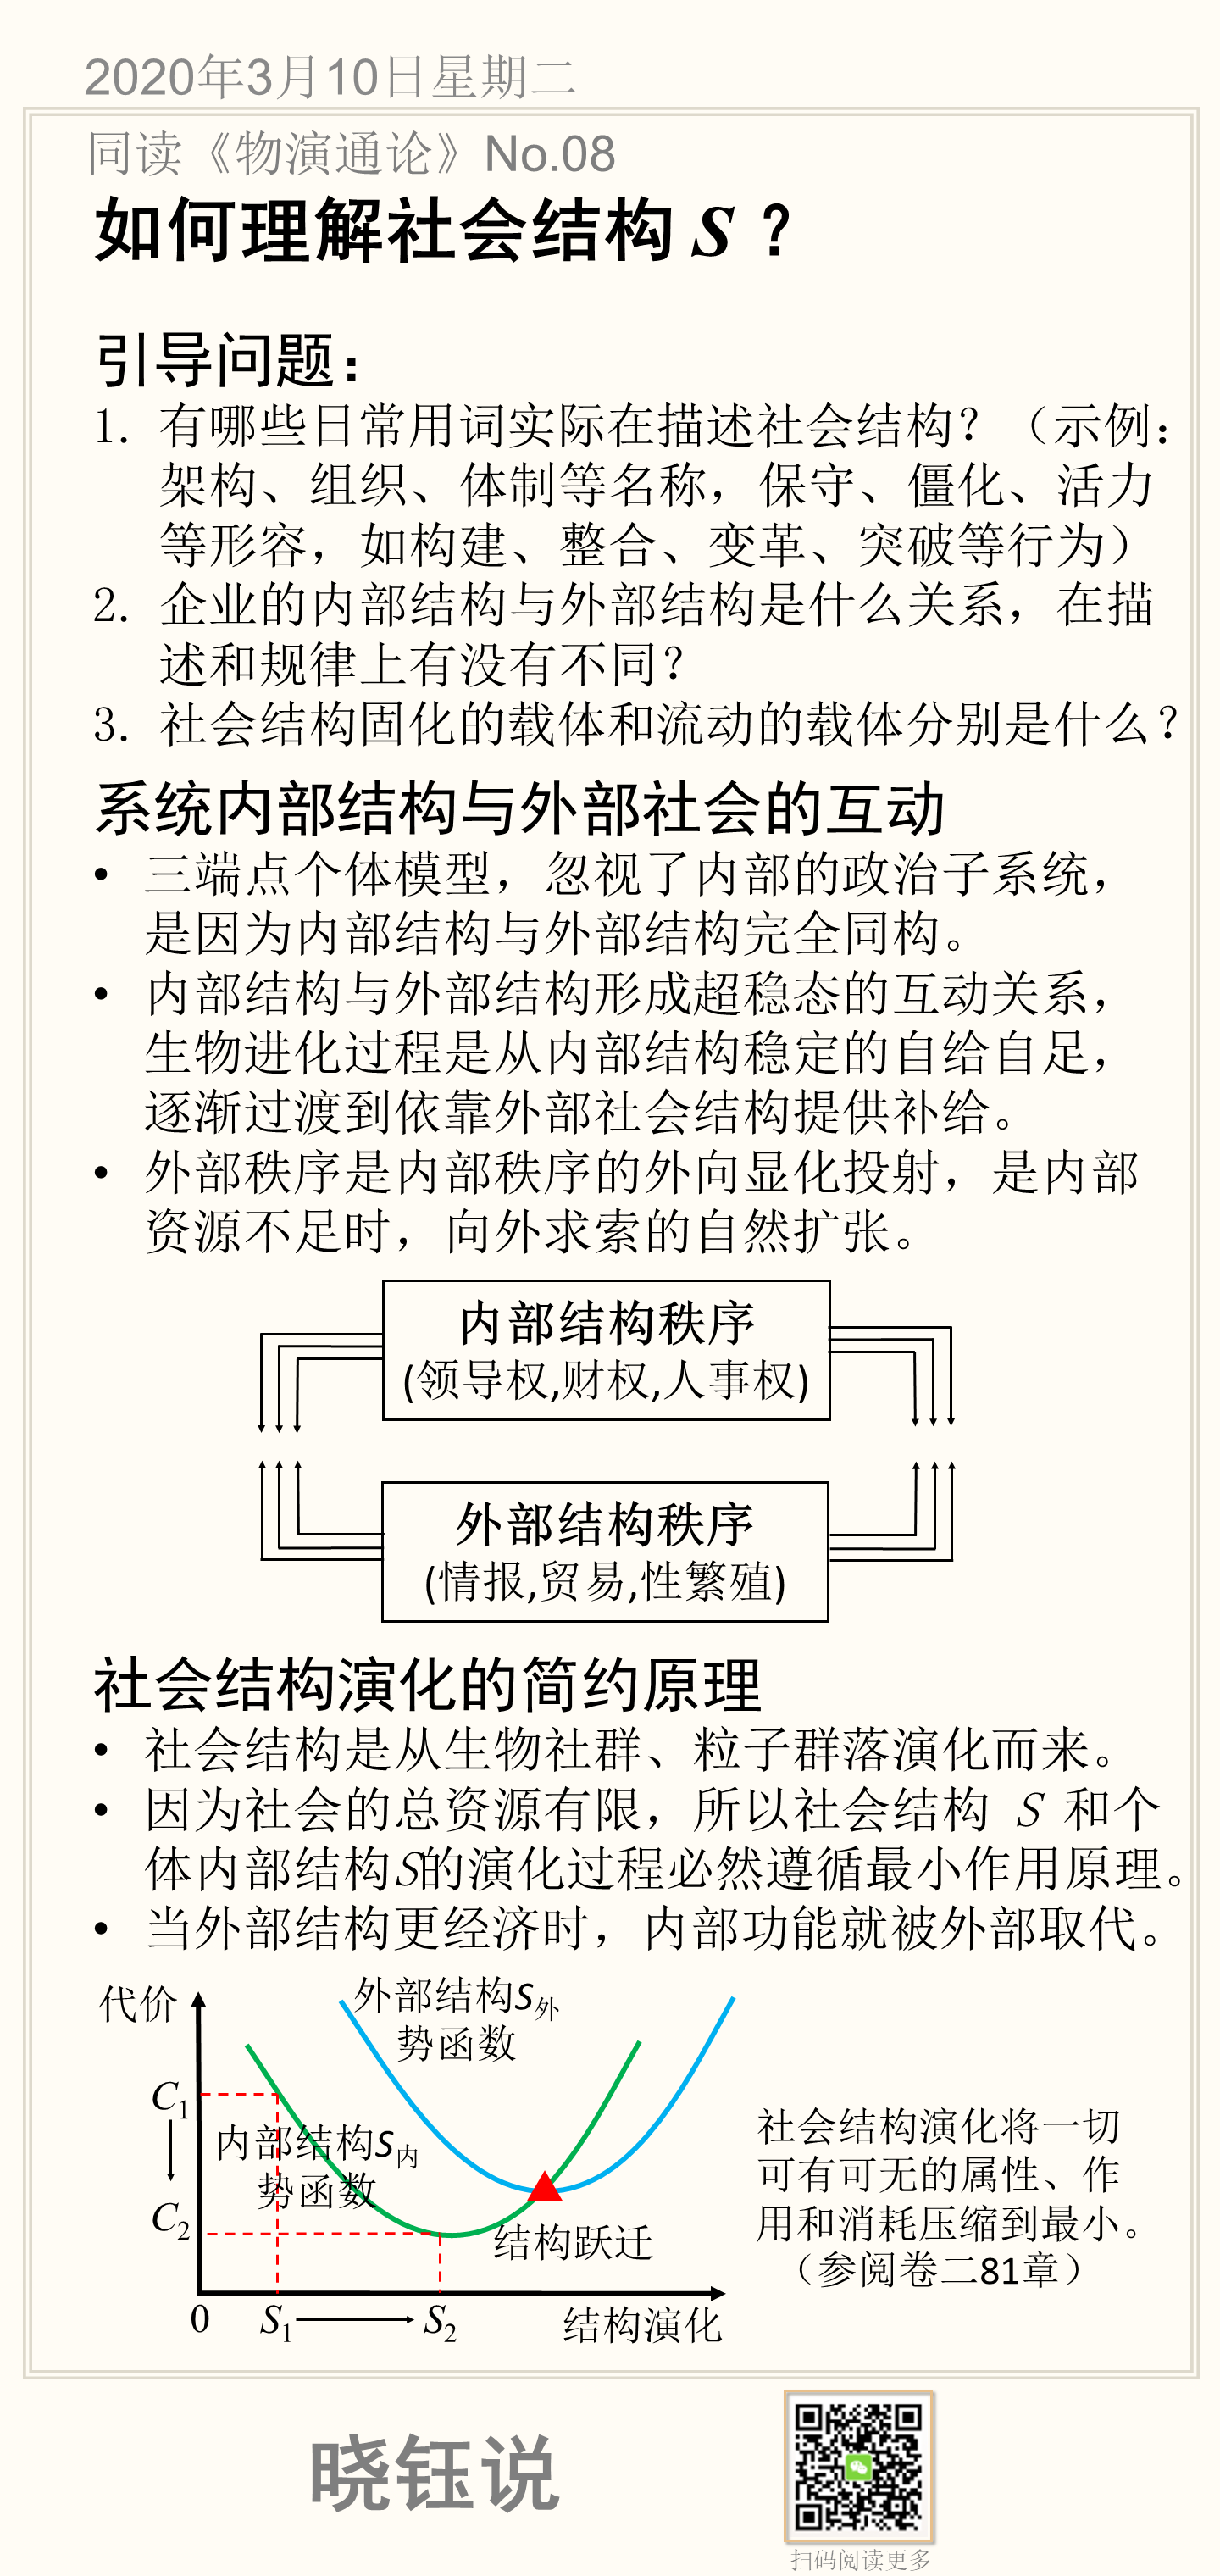 2020年3月10日星期二
同读《物演通论》No.08
如何理解社会结构 S ？
引导问题：
1. 有哪些日常用词实际在描述社会结构？（示例：
架构、组织、体制等名称，保守、僵化、活力
等形容，如构建、整合、变革、突破等行为）
2. 企业的内部结构与外部结构是什么关系，在描
述和规律上有没有不同？
3. 社会结构固化的载体和流动的载体分别是什么？
系统内部结构与外部社会的互动
• 三端点个体模型，忽视了内部的政治子系统，
是因为内部结构与外部结构完全同构。
• 内部结构与外部结构形成超稳态的互动关系，
生物进化过程是从内部结构稳定的自给自足，
逐渐过渡到依靠外部社会结构提供补给。
• 外部秩序是内部秩序的外向显化投射，是内部
资源不足时，向外求索的自然扩张。
内部结构秩序
(领导权,财权,人事权)
外部结构秩序
(情报,贸易,性繁殖)
社会结构演化的简约原理
• 社会结构是从生物社群、粒子群落演化而来。
• 因为社会的总资源有限，所以社会结构 S 和个
体内部结构S的演化过程必然遵循最小作用原理。
• 当外部结构更经济时，内部功能就被外部取代。
代价
外部结构S外
势函数
C1
内部结构S内
势函数
C2
结构跃迁
0
S1
S2
结构演化
社会结构演化将一切
可有可无的属性、作
用和消耗压缩到最小。
（参阅卷二81章）
晓钰说
扫码阅读更多